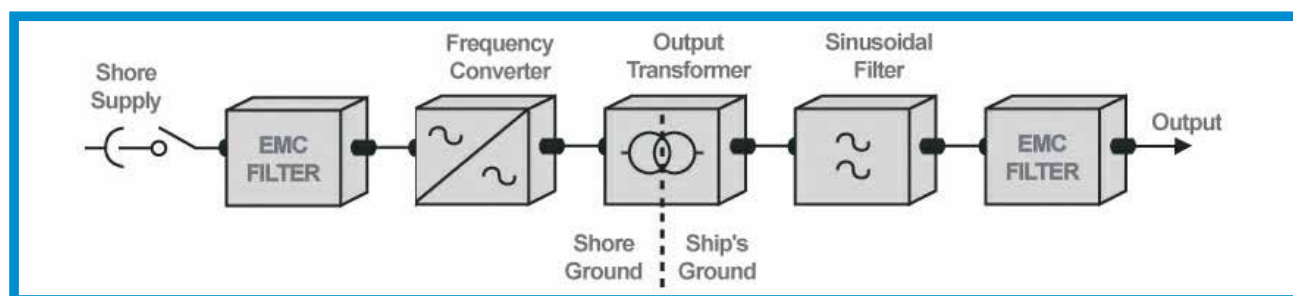 Shore
Supply
EMC
FILTER
Frequency
Converter
Output
Transformer
Shore
Ground
Ship's
Ground
Sinusoidal
Filter
EMC
FILTER
Output